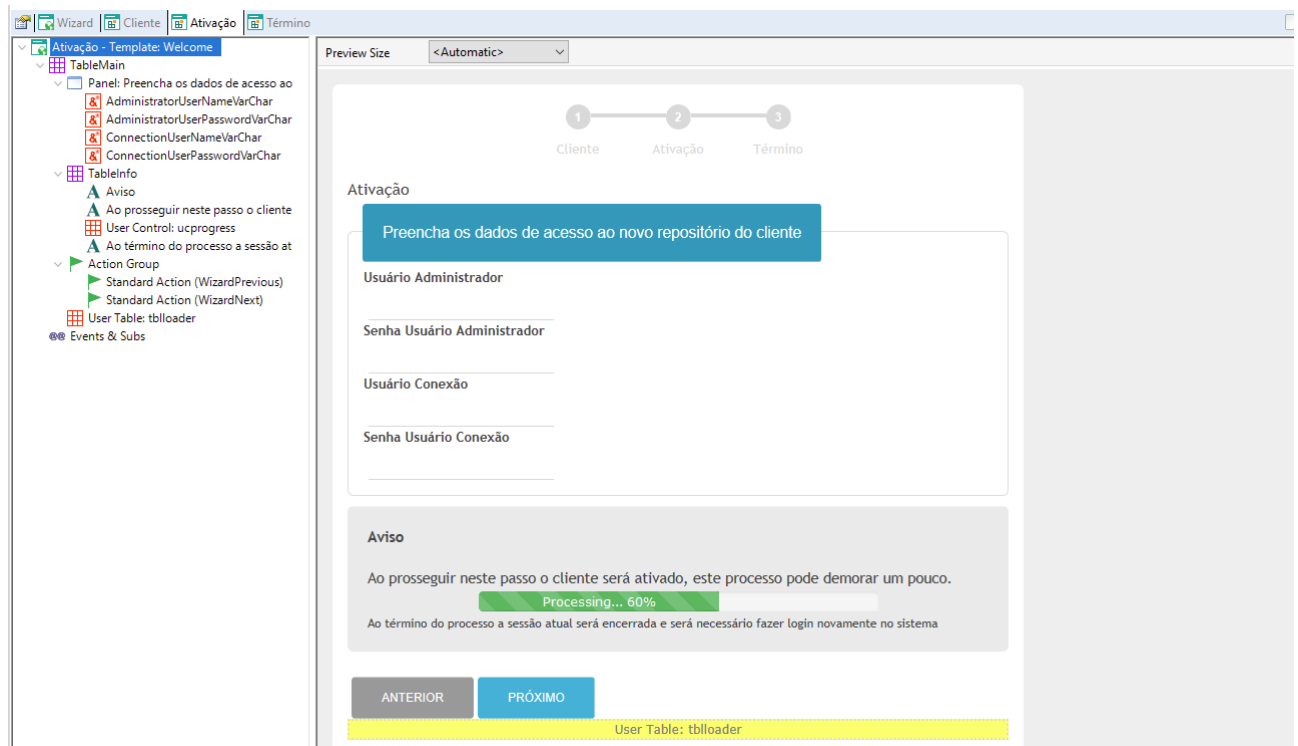 Wizard Cliente Ativação Término
Ativação - Template: Welcome
TableMain
Panel: Preencha os dados de acesso ao
AdministratorUserNameVarChar
AdministratorUserPasswordVarChar
ConnectionUserNameVarChar
ConnectionUserPasswordVarChar
TableInfo
Aviso
Ao prosseguir neste passo o cliente
User Control: ucprogress
Ao término do processo a sessão at
Action Group
Standard Action (WizardPrevious)
Standard Action (WizardNext)
User Table: tblloader
Events & Subs
Preview Size <Automatic>
1 2 3
Cliente Ativação Término
Ativação
Preencha os dados de acesso ao novo repositório do cliente
Usuário Administrador
Senha Usuário Administrador
Usuário Conexão
Senha Usuário Conexão
Aviso
Ao prosseguir neste passo o cliente será ativado, este processo pode demorar um pouco.
Processing... 60%
Ao término do processo a sessão atual será encerrada e será necessário fazer login novamente no sistema
ANTERIOR PRÓXIMO
User Table: tblloader